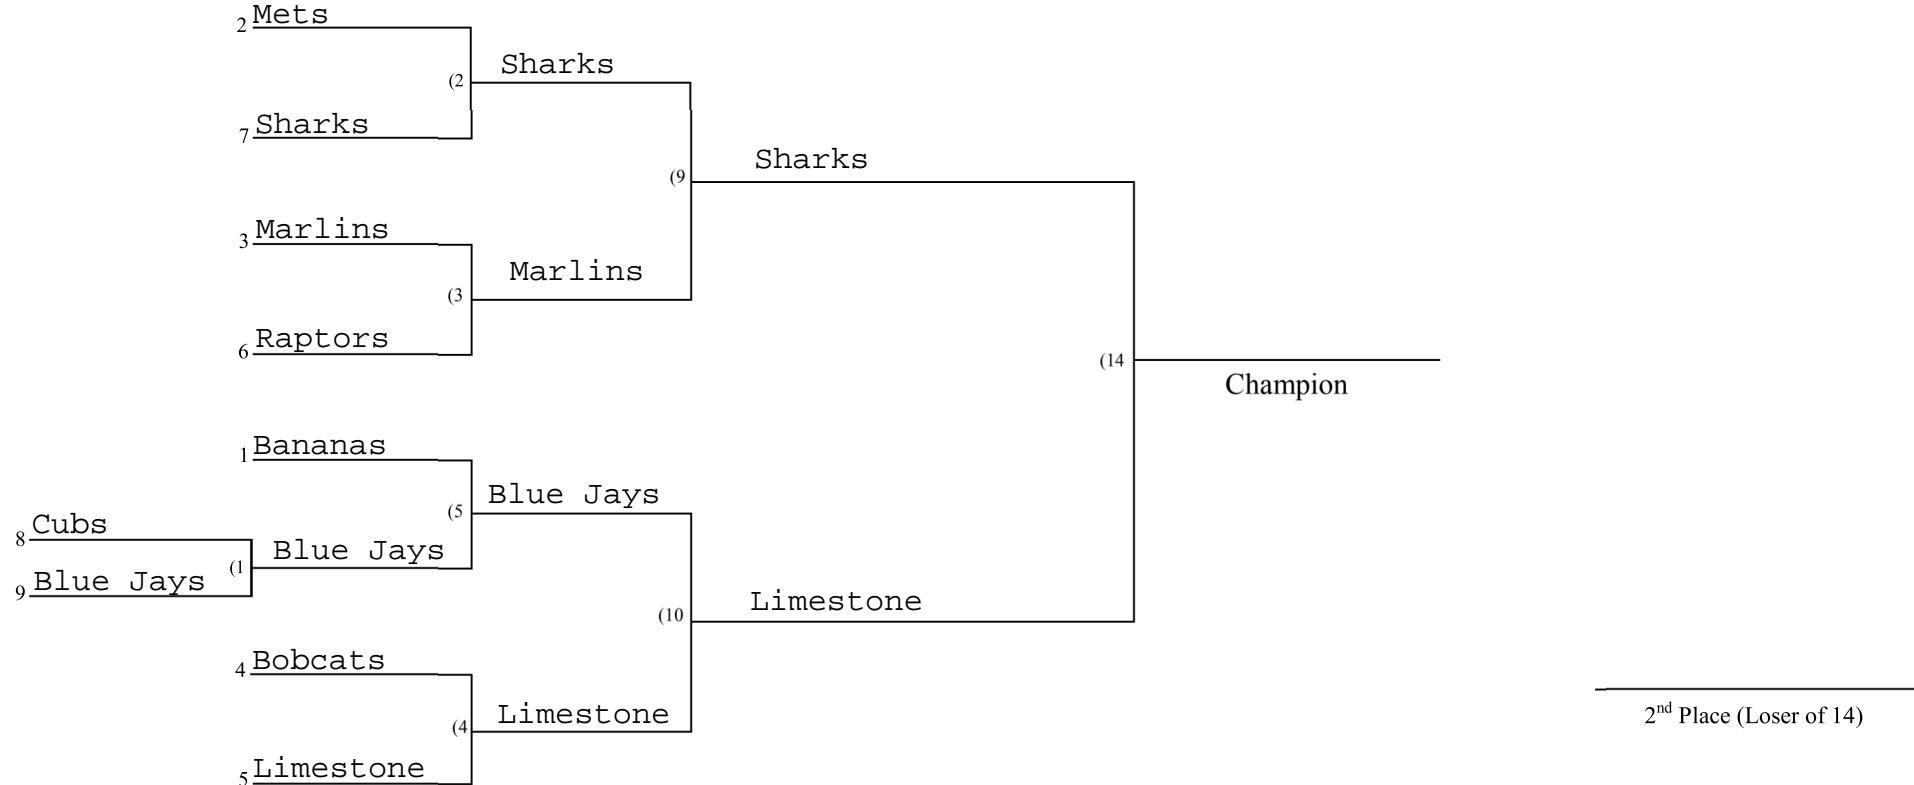 2 Mets
Sharks
(2
7 Sharks
Sharks
(9
3 Marlins
Marlins
(3
6 Raptors
(14
Champion
1 Bananas
Blue Jays
(5
8 Cubs
Blue Jays
(1
9 Blue Jays
Limestone
(10
4 Bobcats
Limestone
(4
2nd Place (Loser of 14)
5 Limestone